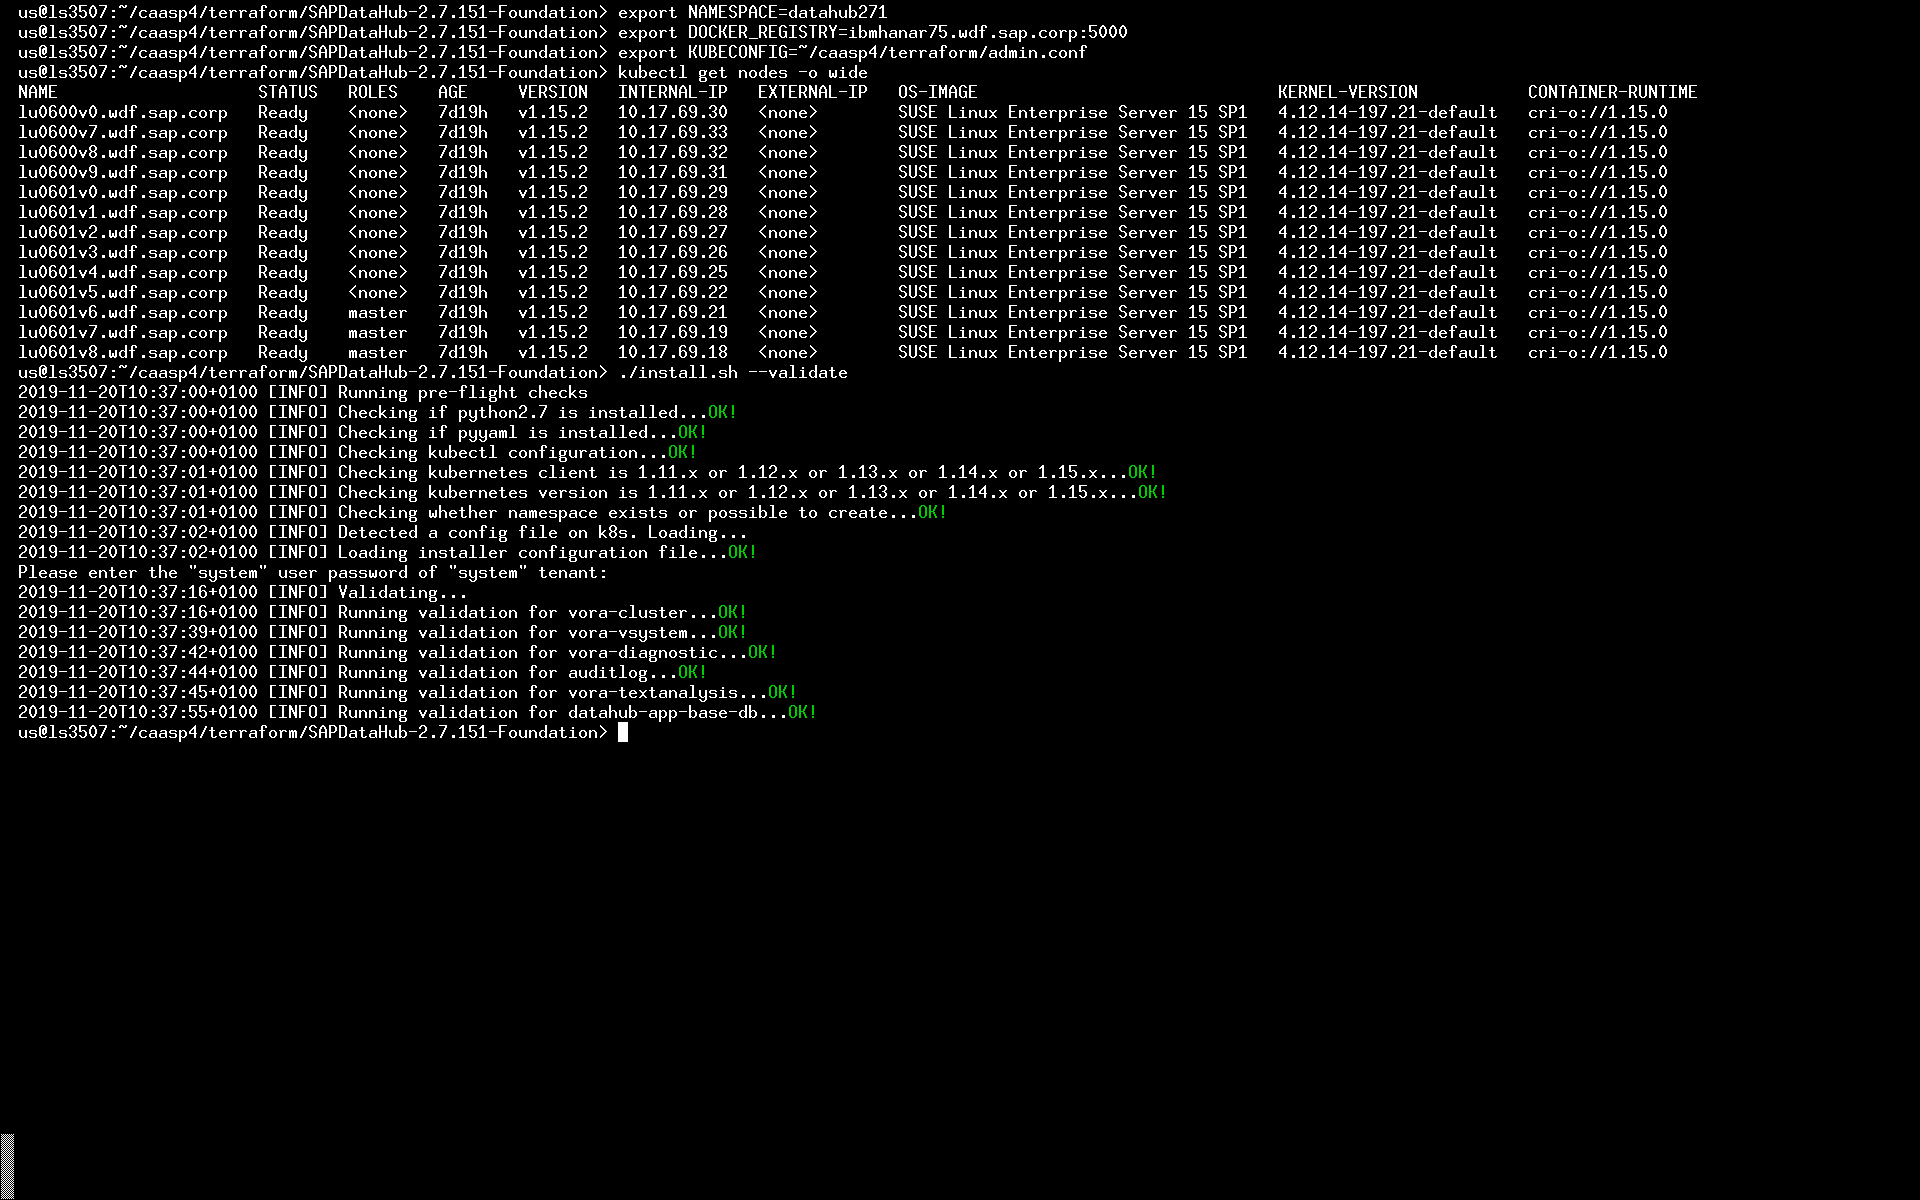 us@ls3507:~/caasp4/terraform/SAPDataHub-2.7.151-Foundation> export NAMESPACE=datahub271
us@ls3507:~/caasp4/terraform/SAPDataHub-2.7.151-Foundation> export DOCKER_REGISTRY=ibmhanar75.wdf.sap.corp:5000
us@ls3507:~/caasp4/terraform/SAPDataHub-2.7.151-Foundation> export KUBECONFIG=~/caasp4/terraform/admin.conf
us@ls3507:~/caasp4/terraform/SAPDataHub-2.7.151-Foundation> kubectl get nodes -o wide
NAME                    STATUS   ROLES    AGE     VERSION   INTERNAL-IP   EXTERNAL-IP   OS-IMAGE                              KERNEL-VERSION             CONTAINER-RUNTIME
lu0600v0.wdf.sap.corp   Ready    <none>   7d19h   v1.15.2   10.17.69.30   <none>        SUSE Linux Enterprise Server 15 SP1   4.12.14-197.21-default   cri-o://1.15.0
lu0600v7.wdf.sap.corp   Ready    <none>   7d19h   v1.15.2   10.17.69.33   <none>        SUSE Linux Enterprise Server 15 SP1   4.12.14-197.21-default   cri-o://1.15.0
lu0600v8.wdf.sap.corp   Ready    <none>   7d19h   v1.15.2   10.17.69.32   <none>        SUSE Linux Enterprise Server 15 SP1   4.12.14-197.21-default   cri-o://1.15.0
lu0600v9.wdf.sap.corp   Ready    <none>   7d19h   v1.15.2   10.17.69.31   <none>        SUSE Linux Enterprise Server 15 SP1   4.12.14-197.21-default   cri-o://1.15.0
lu0601v0.wdf.sap.corp   Ready    <none>   7d19h   v1.15.2   10.17.69.29   <none>        SUSE Linux Enterprise Server 15 SP1   4.12.14-197.21-default   cri-o://1.15.0
lu0601v1.wdf.sap.corp   Ready    <none>   7d19h   v1.15.2   10.17.69.28   <none>        SUSE Linux Enterprise Server 15 SP1   4.12.14-197.21-default   cri-o://1.15.0
lu0601v2.wdf.sap.corp   Ready    <none>   7d19h   v1.15.2   10.17.69.27   <none>        SUSE Linux Enterprise Server 15 SP1   4.12.14-197.21-default   cri-o://1.15.0
lu0601v3.wdf.sap.corp   Ready    <none>   7d19h   v1.15.2   10.17.69.26   <none>        SUSE Linux Enterprise Server 15 SP1   4.12.14-197.21-default   cri-o://1.15.0
lu0601v4.wdf.sap.corp   Ready    <none>   7d19h   v1.15.2   10.17.69.25   <none>        SUSE Linux Enterprise Server 15 SP1   4.12.14-197.21-default   cri-o://1.15.0
lu0601v5.wdf.sap.corp   Ready    <none>   7d19h   v1.15.2   10.17.69.22   <none>        SUSE Linux Enterprise Server 15 SP1   4.12.14-197.21-default   cri-o://1.15.0
lu0601v6.wdf.sap.corp   Ready    master   7d19h   v1.15.2   10.17.69.21   <none>        SUSE Linux Enterprise Server 15 SP1   4.12.14-197.21-default   cri-o://1.15.0
lu0601v7.wdf.sap.corp   Ready    master   7d19h   v1.15.2   10.17.69.19   <none>        SUSE Linux Enterprise Server 15 SP1   4.12.14-197.21-default   cri-o://1.15.0
lu0601v8.wdf.sap.corp   Ready    master   7d19h   v1.15.2   10.17.69.18   <none>        SUSE Linux Enterprise Server 15 SP1   4.12.14-197.21-default   cri-o://1.15.0
us@ls3507:~/caasp4/terraform/SAPDataHub-2.7.151-Foundation> ./install.sh --validate
2019-11-20T10:37:00+0100 [INFO] Running pre-flight checks
2019-11-20T10:37:00+0100 [INFO] Checking if python2.7 is installed...OK!
2019-11-20T10:37:00+0100 [INFO] Checking if pyyaml is installed...OK!
2019-11-20T10:37:00+0100 [INFO] Checking kubectl configuration...OK!
2019-11-20T10:37:01+0100 [INFO] Checking kubernetes client is 1.11.x or 1.12.x or 1.13.x or 1.14.x or 1.15.x...OK!
2019-11-20T10:37:01+0100 [INFO] Checking kubernetes version is 1.11.x or 1.12.x or 1.13.x or 1.14.x or 1.15.x...OK!
2019-11-20T10:37:01+0100 [INFO] Checking whether namespace exists or possible to create...OK!
2019-11-20T10:37:02+0100 [INFO] Detected a config file on k8s. Loading...
2019-11-20T10:37:02+0100 [INFO] Loading installer configuration file...OK!
Please enter the "system" user password of "system" tenant:
2019-11-20T10:37:16+0100 [INFO] Validating...
2019-11-20T10:37:16+0100 [INFO] Running validation for vora-cluster...OK!
2019-11-20T10:37:39+0100 [INFO] Running validation for vora-vsystem...OK!
2019-11-20T10:37:42+0100 [INFO] Running validation for vora-diagnostic...OK!
2019-11-20T10:37:44+0100 [INFO] Running validation for auditlog...OK!
2019-11-20T10:37:45+0100 [INFO] Running validation for vora-textanalysis...OK!
2019-11-20T10:37:55+0100 [INFO] Running validation for datahub-app-base-db...OK!
us@ls3507:~/caasp4/terraform/SAPDataHub-2.7.151-Foundation>